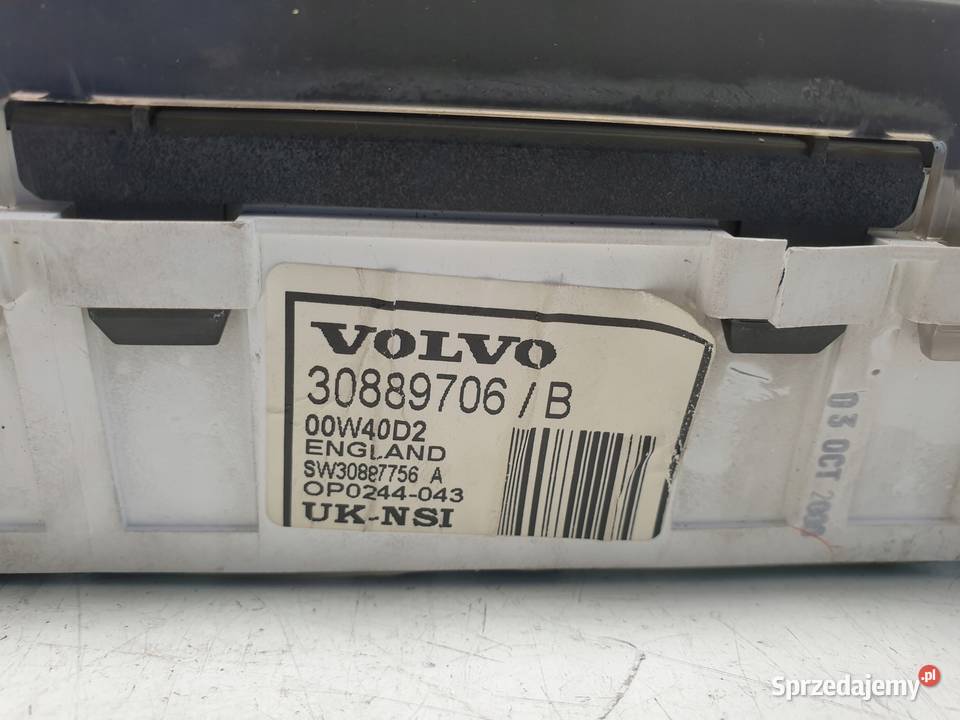 VOLVO
30889706 / B
00W40D2
ENGLAND
SW30887756 A
OP0244-043
UK-NSI
03 OCT
Sprzedajemy.pl